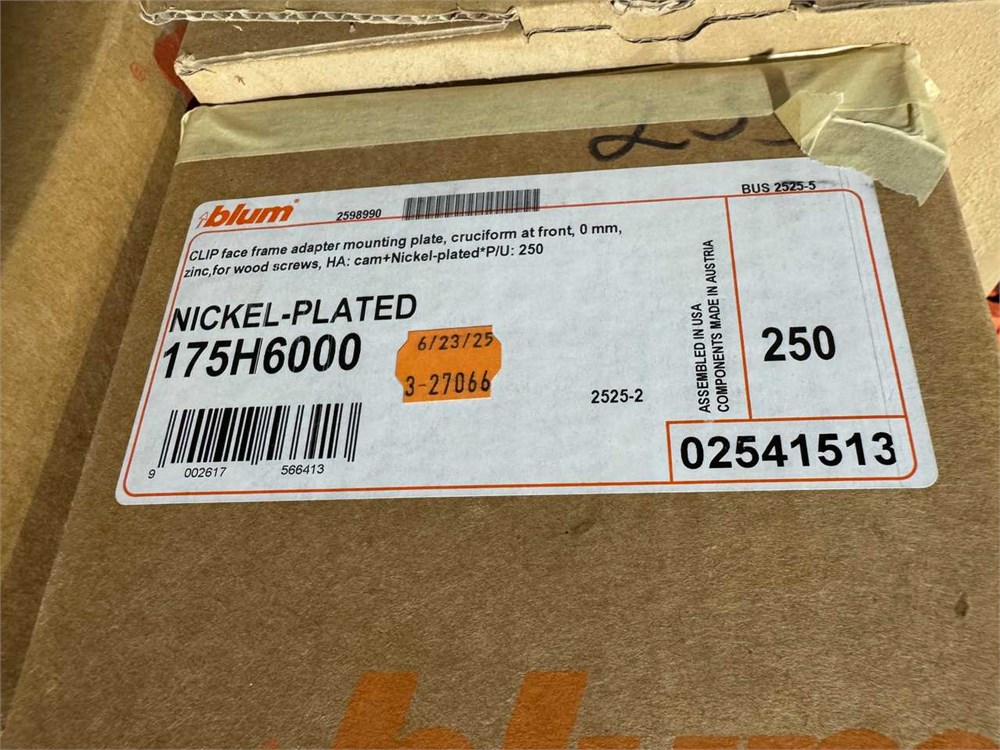 blum
2598990
BUS 2525-5
CLIP face frame adapter mounting plate, cruciform at front, 0 mm,
zinc,for wood screws, HA: cam+Nickel-plated*P/U: 250
NICKEL-PLATED
175H6000
6/23/25
3-27066
2525-2
ASSEMBLED IN USA
COMPONENTS MADE IN AUSTRIA
250
02541513
9 002617 566413
blum